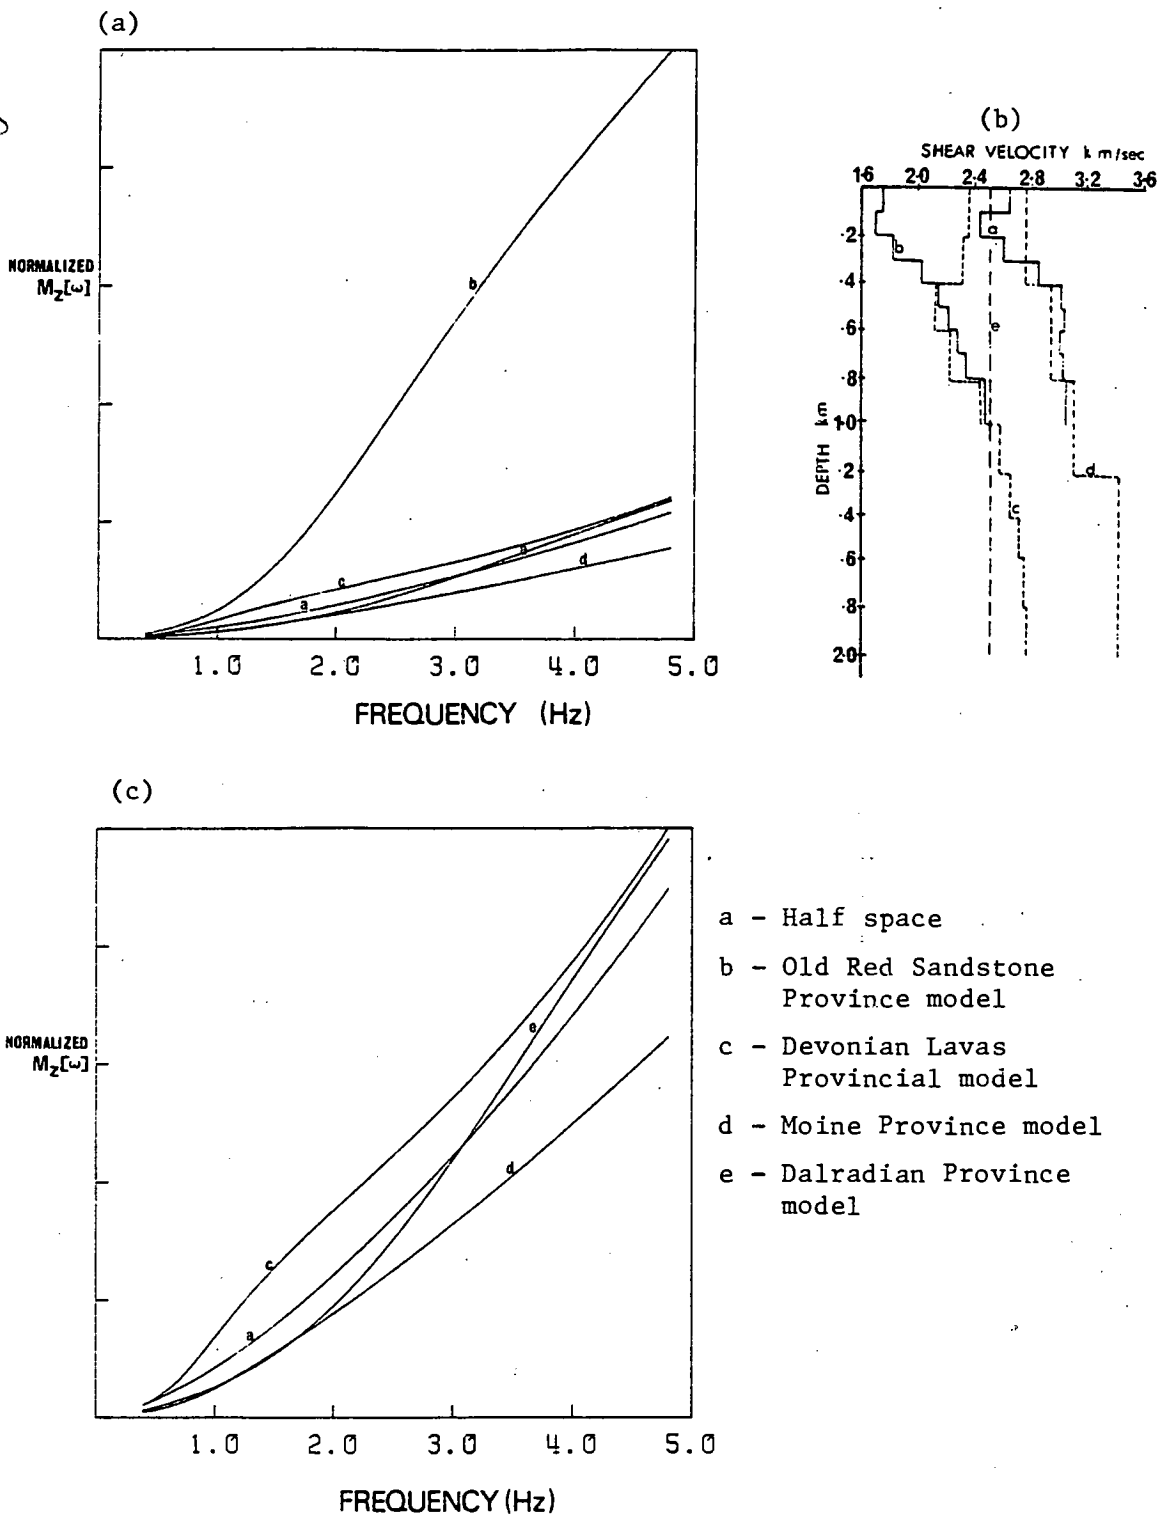 (a)
NORMALIZED
Mz[ω]
b
c
e
a
d
1.0 2.0 3.0 4.0 5.0
FREQUENCY (Hz)
(b)
SHEAR VELOCITY km/sec
1·6 2·0 2·4 2·8 3·2 3·6
DEPTH km
·2
·4
·6
·8
1·0
·2
·4
·6
·8
2·0
a
b
e
d
c
(c)
NORMALIZED
Mz[ω]
e
d
c
a
1.0 2.0 3.0 4.0 5.0
FREQUENCY (Hz)
a - Half space
b - Old Red Sandstone
Province model
c - Devonian Lavas
Provincial model
d - Moine Province model
e - Dalradian Province
model